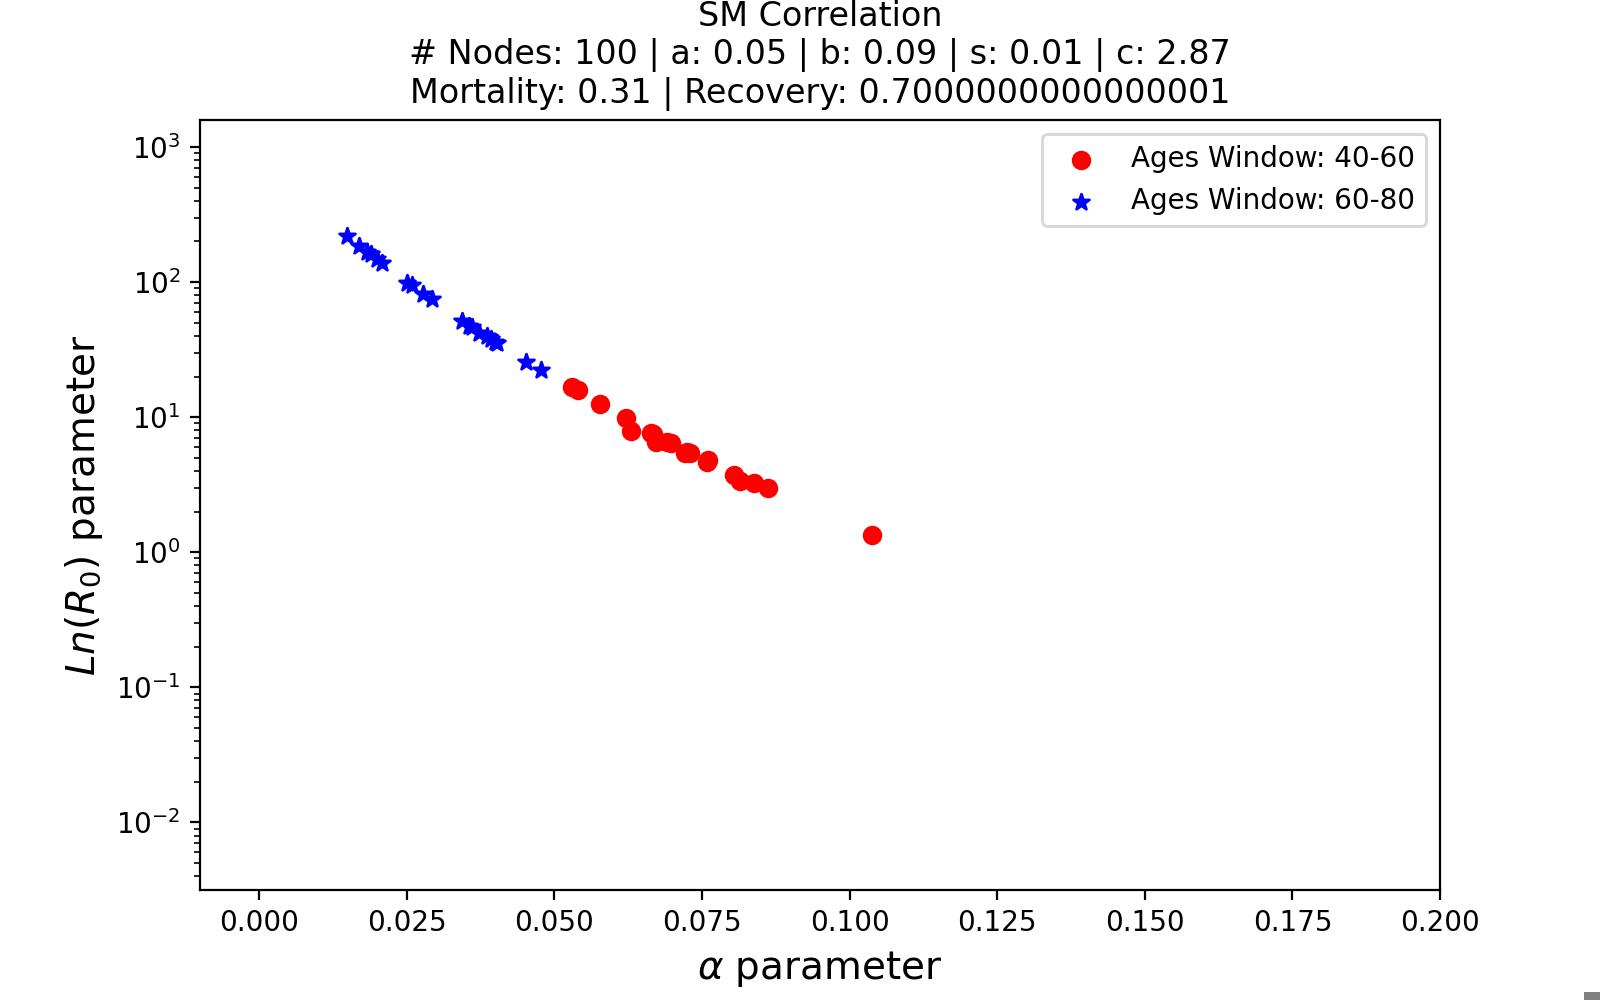 SM Correlation
# Nodes: 100 | a: 0.05 | b: 0.09 | s: 0.01 | c: 2.87
Mortality: 0.31 | Recovery: 0.7000000000000001
Ages Window: 40-60
Ages Window: 60-80
10³
10²
10¹
10⁰
10⁻¹
10⁻²
Ln(R₀) parameter
0.000 0.025 0.050 0.075 0.100 0.125 0.150 0.175 0.200
α parameter